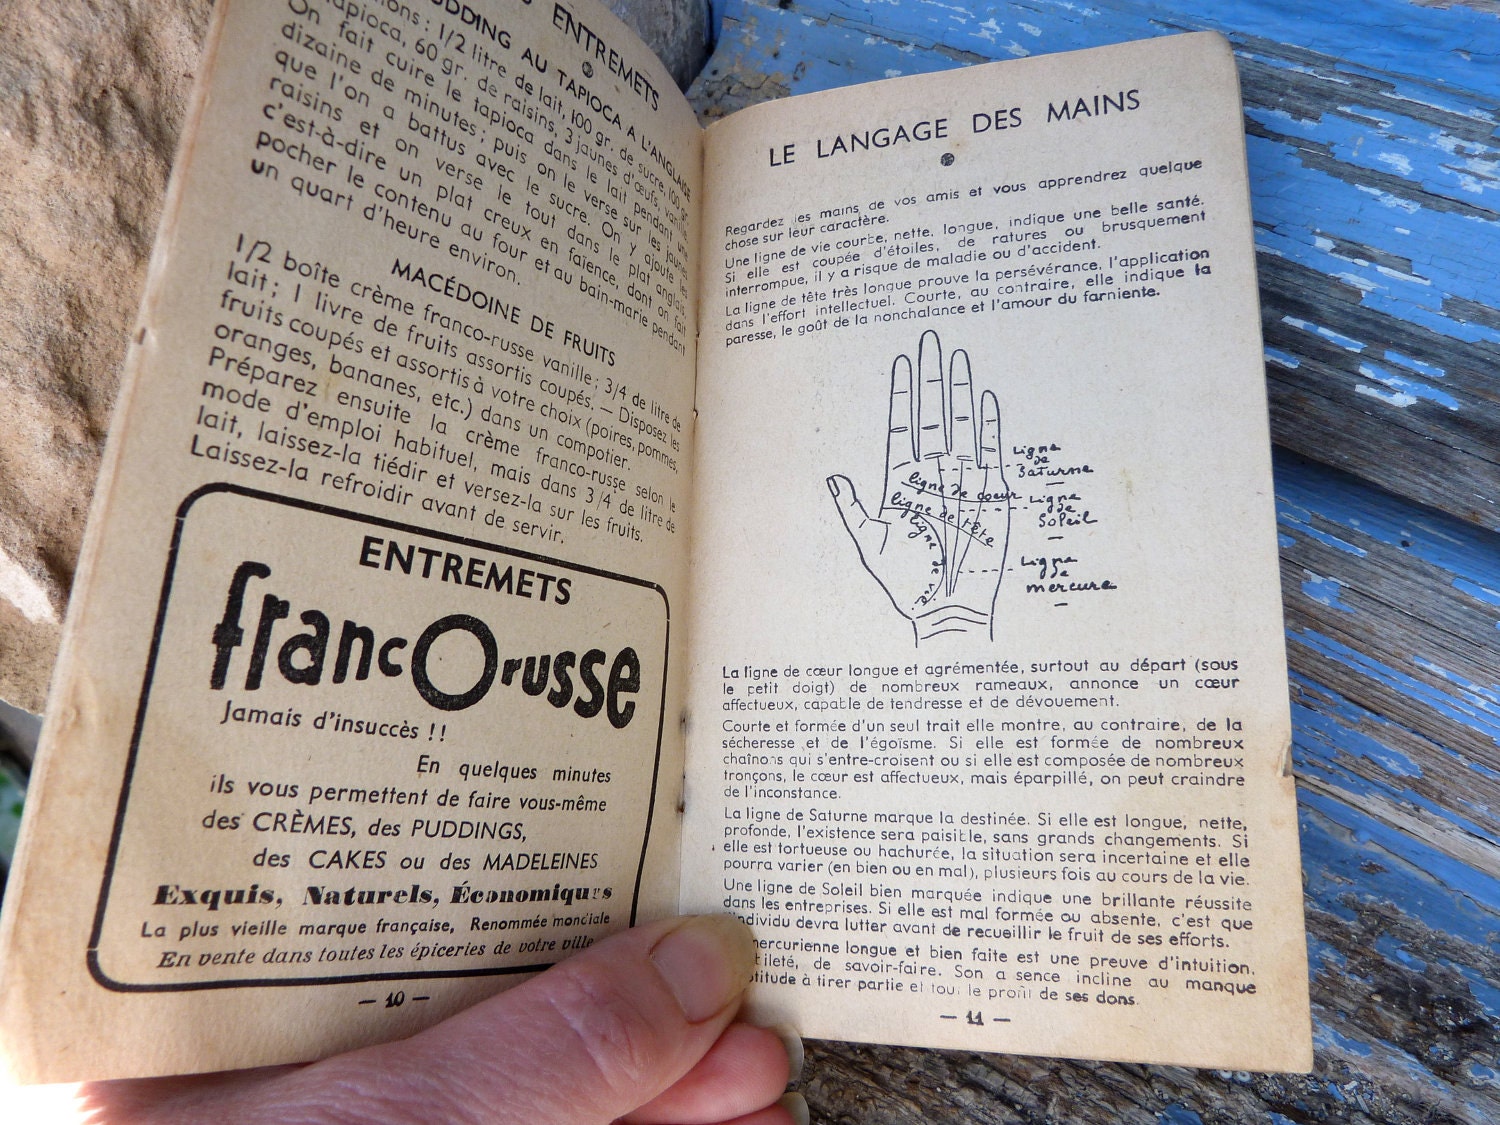 ENTREMETS
PUDDING AU TAPIOCA A L'ANGLAISE
1/2 litre de lait, 100 gr. de sucre, 100 gr.
tapioca, 60 gr. de raisins, 3 jaunes d'œufs, vanille.
On fait cuire le tapioca dans le lait pendant une
dizaine de minutes; puis on le verse sur les jaunes
que l'on a battus avec le sucre. On y ajoute les
raisins et on verse le tout dans le plat anglais,
c'est-à-dire un plat creux en faïence, dont on fait
pocher le contenu au four et au bain-marie pendant
un quart d'heure environ.
MACÉDOINE DE FRUITS
1/2 boîte crème franco-russe vanille; 3/4 de litre de
lait; 1 livre de fruits assortis coupés. — Disposez les
fruits coupés et assortis à votre choix (poires, pommes,
oranges, bananes, etc.) dans un compotier.
Préparez ensuite la crème franco-russe selon le
mode d'emploi habituel, mais dans 3/4 de litre de
lait, laissez-la tiédir et versez-la sur les fruits.
Laissez-la refroidir avant de servir.
ENTREMETS
francOrusse
Jamais d'insuccès !!
En quelques minutes
ils vous permettent de faire vous-même
des CRÈMES, des PUDDINGS,
des CAKES ou des MADELEINES
Exquis, Naturels, Économiques
La plus vieille marque française, Renommée mondiale
En vente dans toutes les épiceries de votre ville
— 10 —
LE LANGAGE DES MAINS
Regardez les mains de vos amis et vous apprendrez quelque
chose sur leur caractère.
Une ligne de vie courbe, nette, longue, indique une belle santé.
Si elle est coupée d'étoiles, de ratures ou brusquement
interrompue, il y a risque de maladie ou d'accident.
La ligne de tête très longue prouve la persévérance, l'application
dans l'effort intellectuel. Courte, au contraire, elle indique la
paresse, le goût de la nonchalance et l'amour du farniente.
Ligne
de
Saturne
ligne de coeur
Ligne
de
Soleil
ligne de tête
ligne de vie
Ligne
de
mercure
La ligne de cœur longue et agrémentée, surtout au départ (sous
le petit doigt) de nombreux rameaux, annonce un cœur
affectueux, capable de tendresse et de dévouement.
Courte et formée d'un seul trait elle montre, au contraire, de la
sécheresse et de l'égoïsme. Si elle est formée de nombreux
chaînons qui s'entre-croisent ou si elle est composée de nombreux
tronçons, le cœur est affectueux, mais éparpillé, on peut craindre
de l'inconstance.
La ligne de Saturne marque la destinée. Si elle est longue, nette,
profonde, l'existence sera paisible, sans grands changements. Si
elle est tortueuse ou hachurée, la situation sera incertaine et elle
pourra varier (en bien ou en mal), plusieurs fois au cours de la vie.
Une ligne de Soleil bien marquée indique une brillante réussite
dans les entreprises. Si elle est mal formée ou absente, c'est que
l'individu devra lutter avant de recueillir le fruit de ses efforts.
mercurienne longue et bien faite est une preuve d'intuition,
de savoir-faire. Son absence incline au manque
à tirer partie et tous le profit de ses dons.
— 11 —